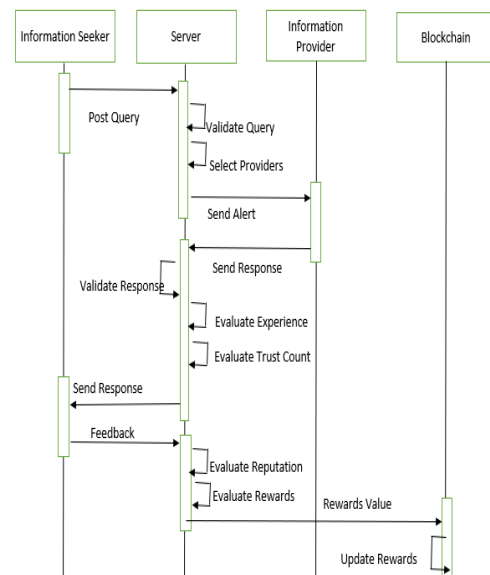 Information Seeker
Server
Information
Provider
Blockchain
Post Query
Validate Query
Select Providers
Send Alert
Send Response
Validate Response
Evaluate Experience
Evaluate Trust Count
Send Response
Feedback
Evaluate Reputation
Evaluate Rewards
Rewards Value
Update Rewards